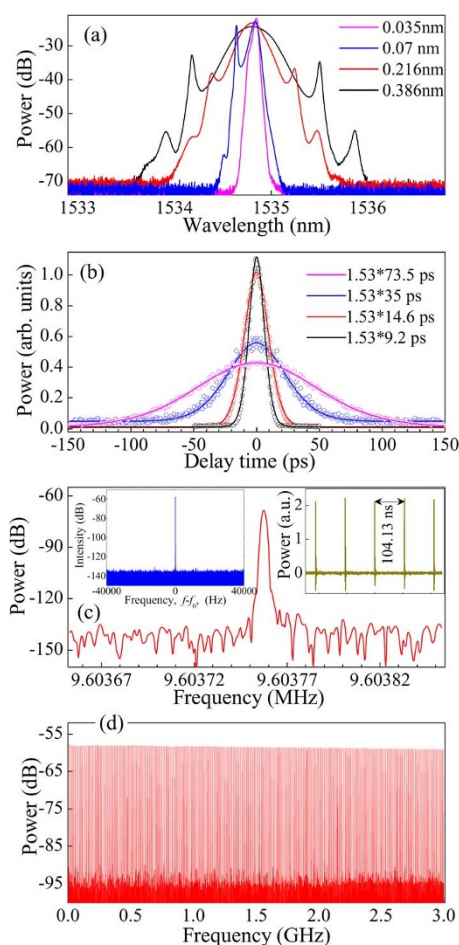 (a)
0.035nm
0.07 nm
0.216nm
0.386nm
Power (dB)
-30
-40
-50
-60
-70
1533 1534 1535 1536
Wavelength (nm)
(b)
1.53*73.5 ps
1.53*35 ps
1.53*14.6 ps
1.53*9.2 ps
Power (arb. units)
1.0
0.8
0.6
0.4
0.2
0.0
-150 -100 -50 0 50 100 150
Delay time (ps)
(c)
Power (dB)
-60
-90
-120
-150
9.60367 9.60372 9.60377 9.60382
Frequency (MHz)
Intensity (dB)
-60
-80
-100
-120
-140
-40000 0 40000
Frequency, f-f0, (Hz)
Power (a.u.)
2
1
0
104.13 ns
(d)
Power (dB)
-55
-65
-75
-85
-95
0.0 0.5 1.0 1.5 2.0 2.5 3.0
Frequency (GHz)